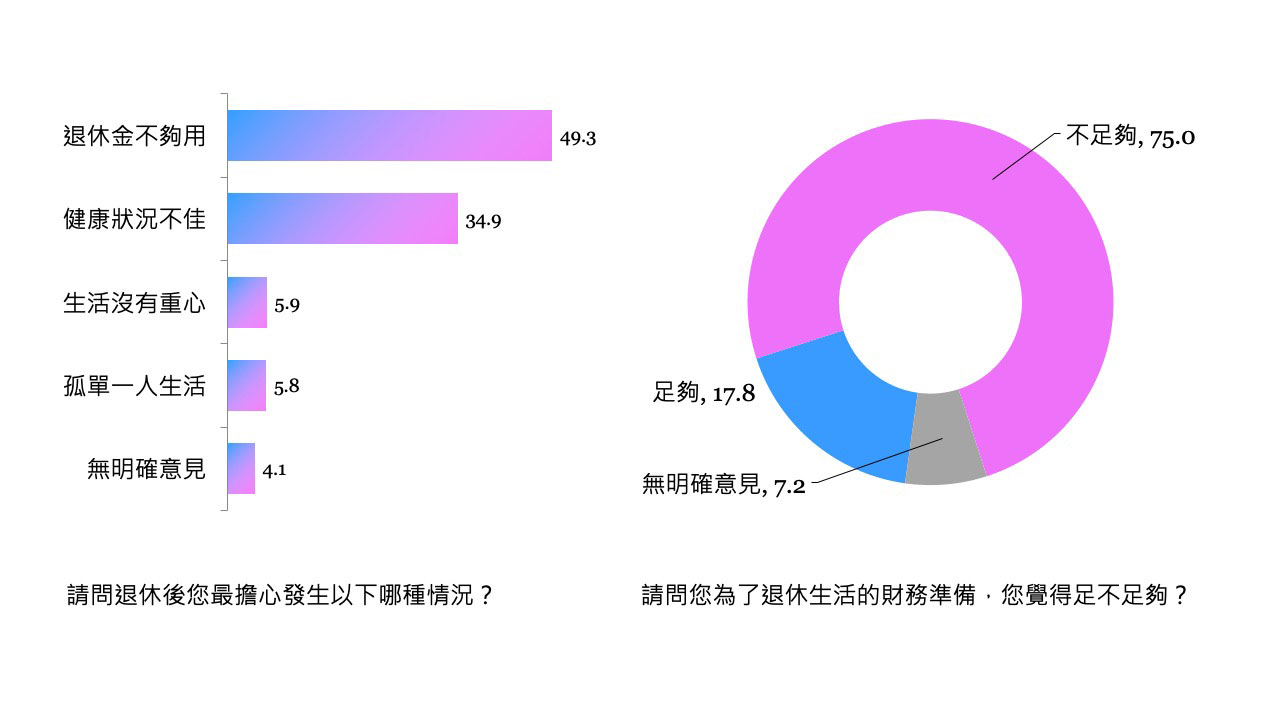 退休金不夠用 49.3
健康狀況不佳 34.9
生活沒有重心 5.9
孤單一人生活 5.8
無明確意見 4.1
請問退休後您最擔心發生以下哪種情況？
不足夠, 75.0
足夠, 17.8
無明確意見, 7.2
請問您為了退休生活的財務準備，您覺得足不足夠？